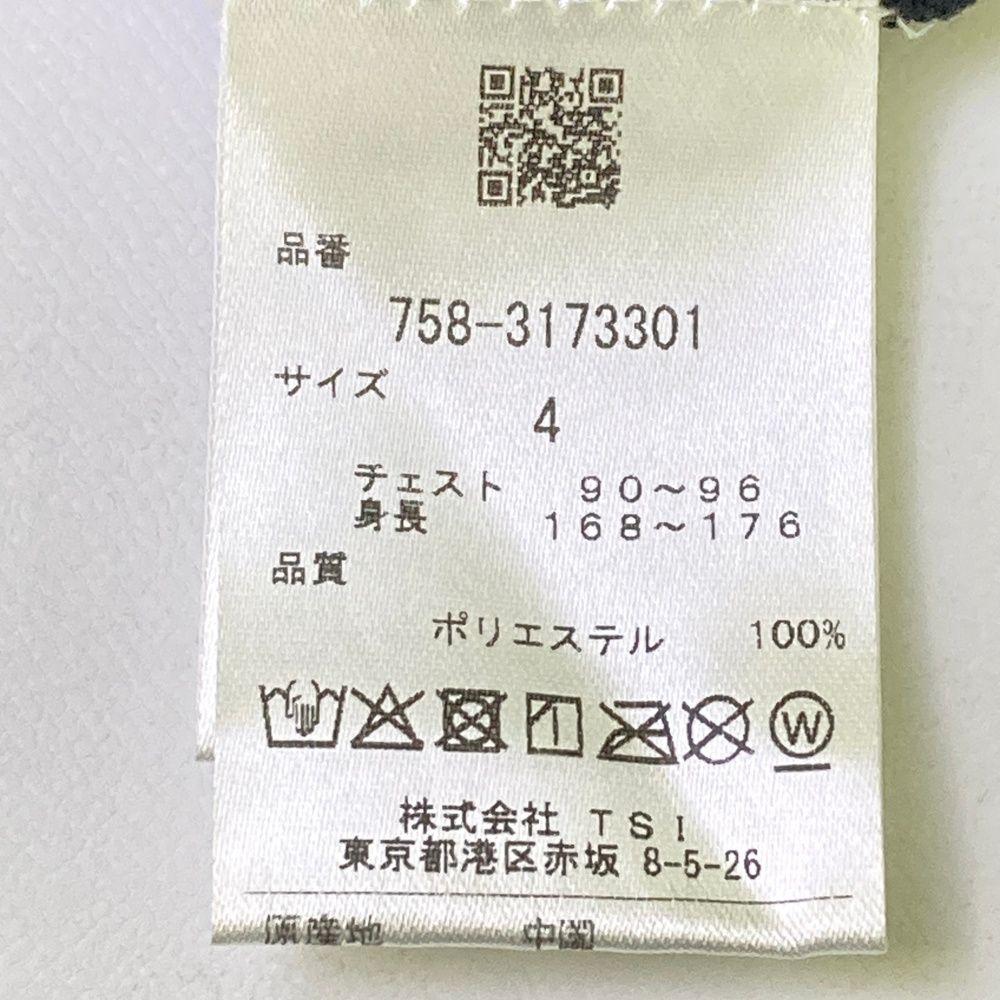 品番
758-3173301
サイズ
4
チェスト 90~96
身長 168~176
品質
ポリエステル 100%
W
株式会社 TSI
東京都港区赤坂 8-5-26
原産地 中国